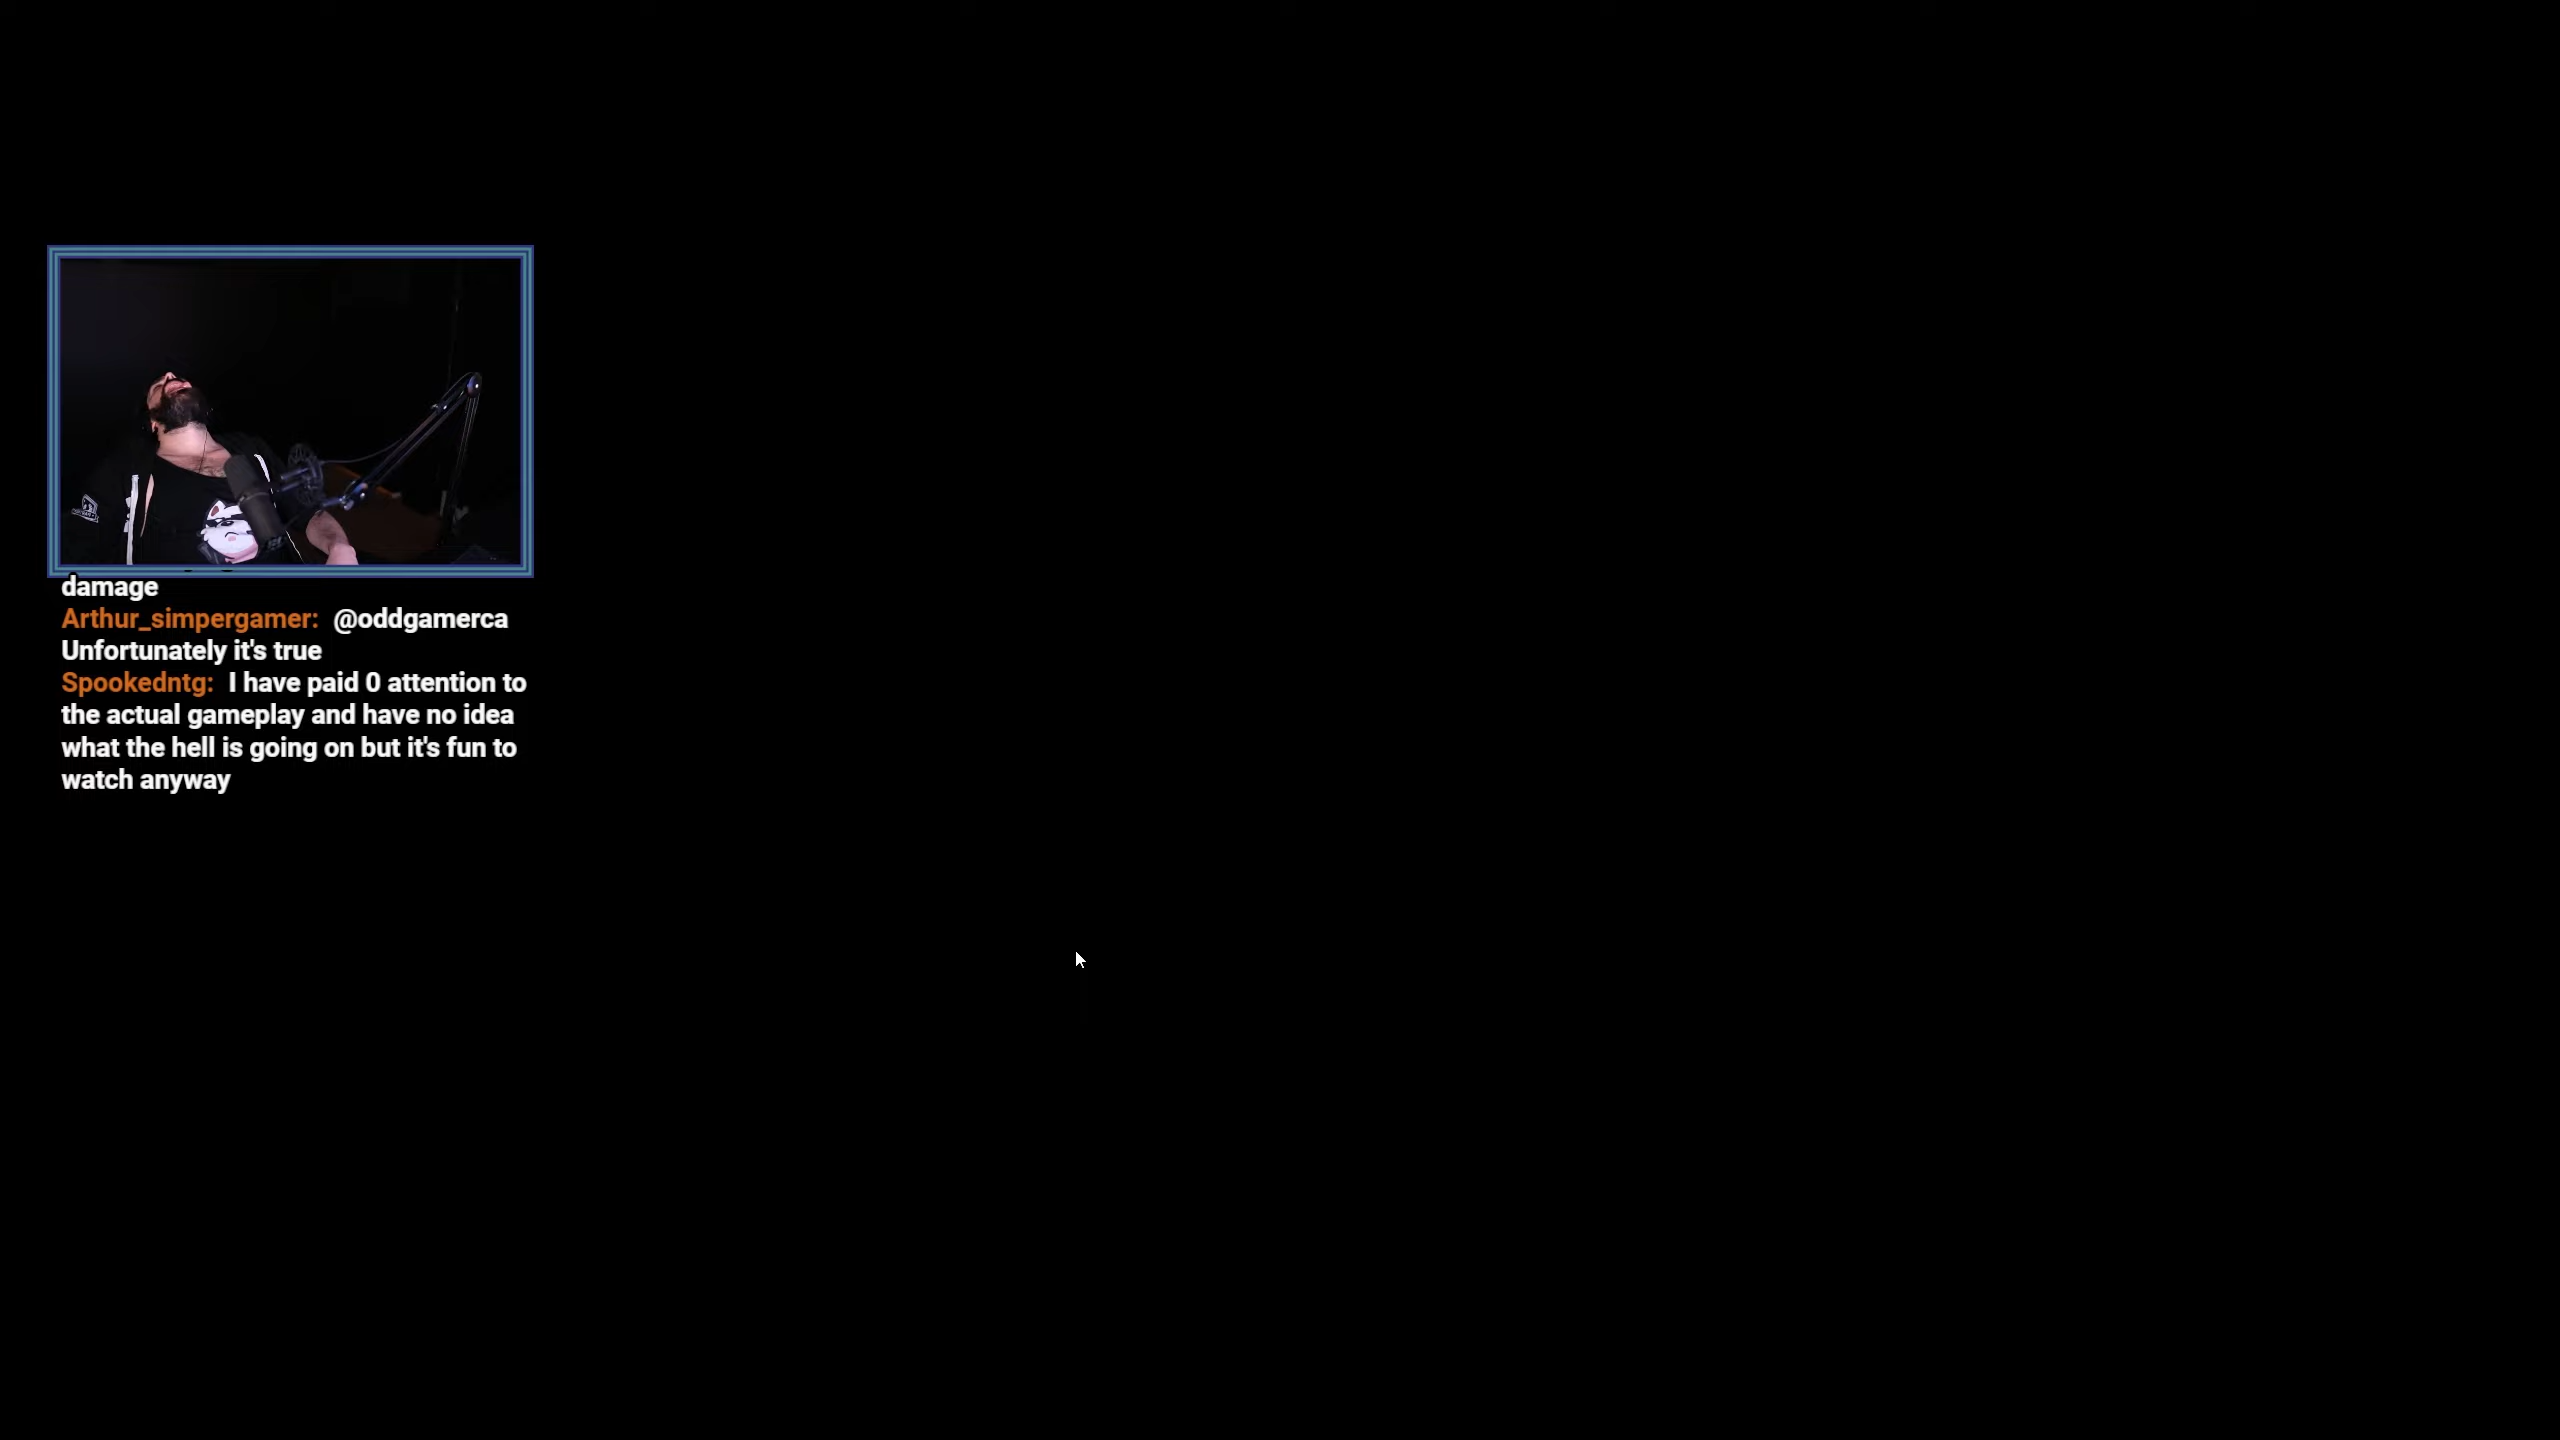 damage
Arthur_simpergamer: @oddgamerca
Unfortunately it's true
Spookedntg: I have paid 0 attention to
the actual gameplay and have no idea
what the hell is going on but it's fun to
watch anyway